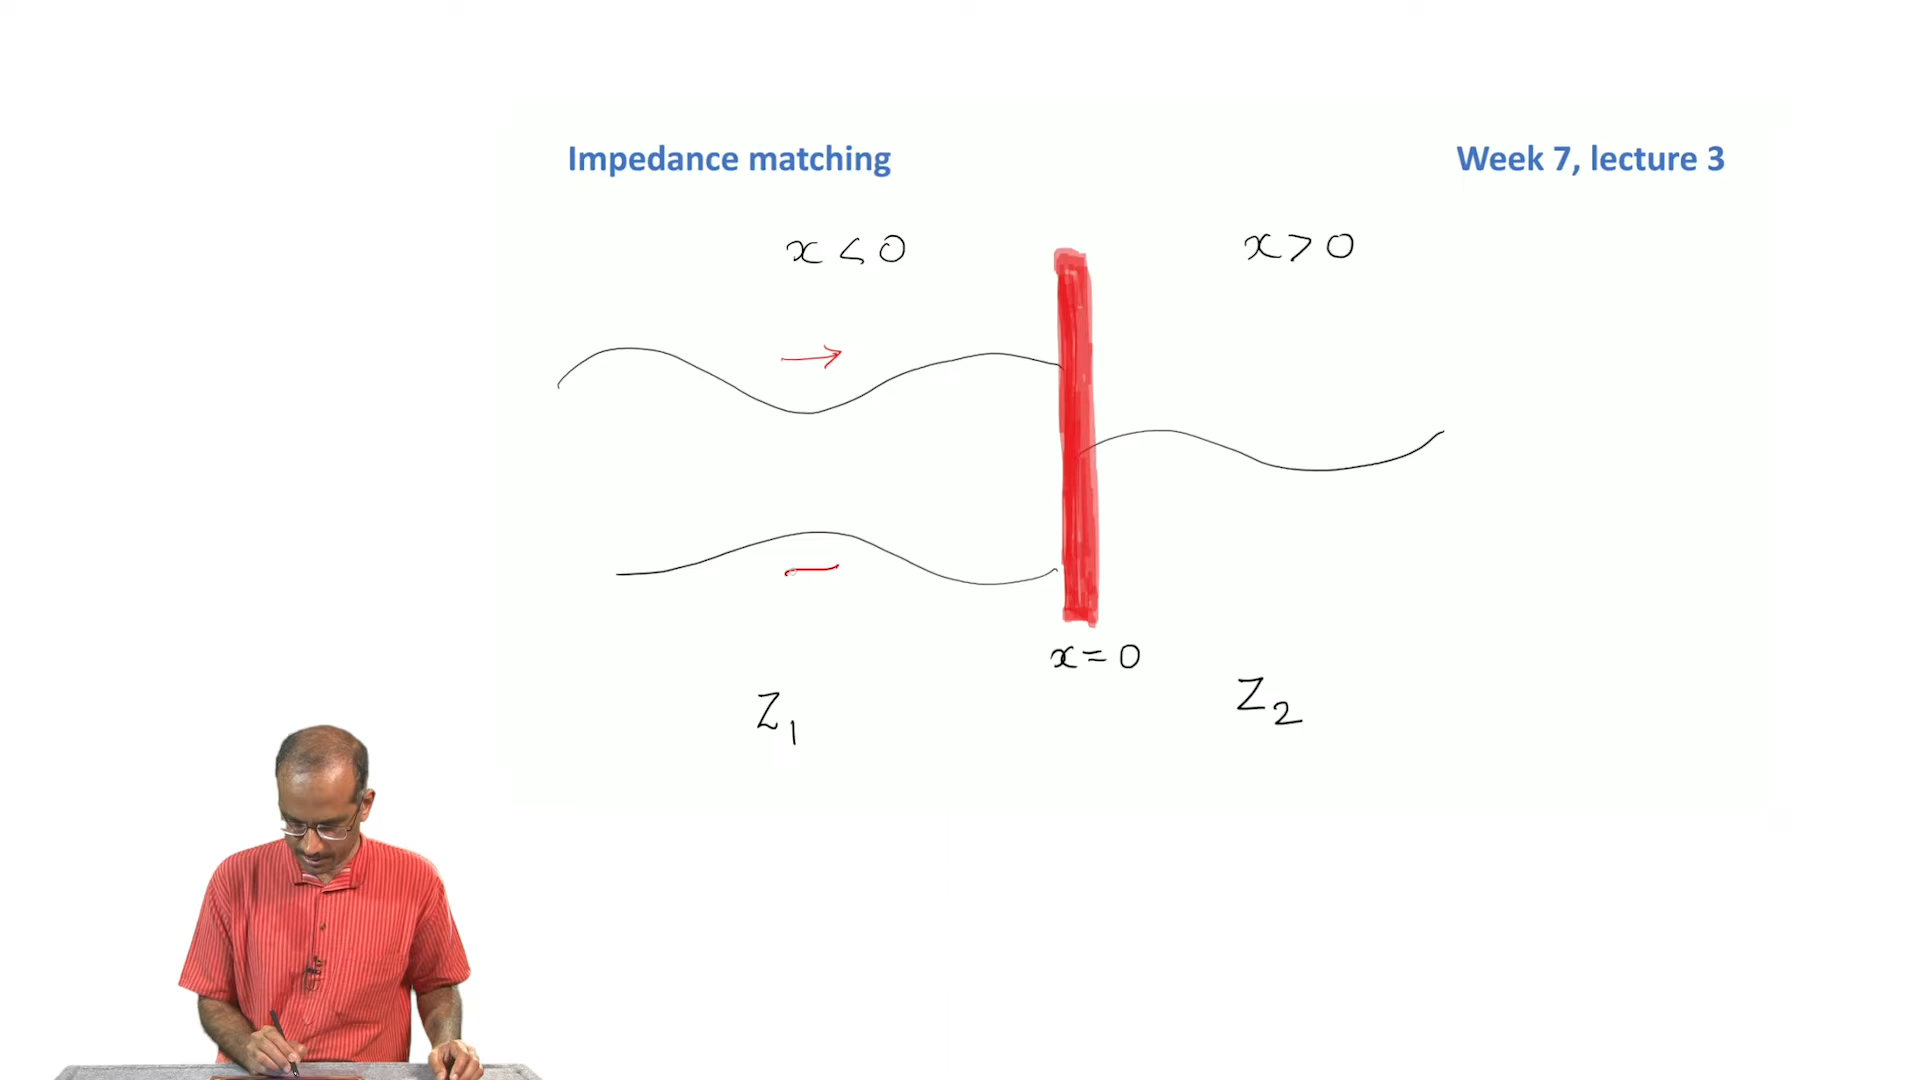 Impedance matching
Week 7, lecture 3
x < 0
x > 0
x = 0
Z₁
Z₂